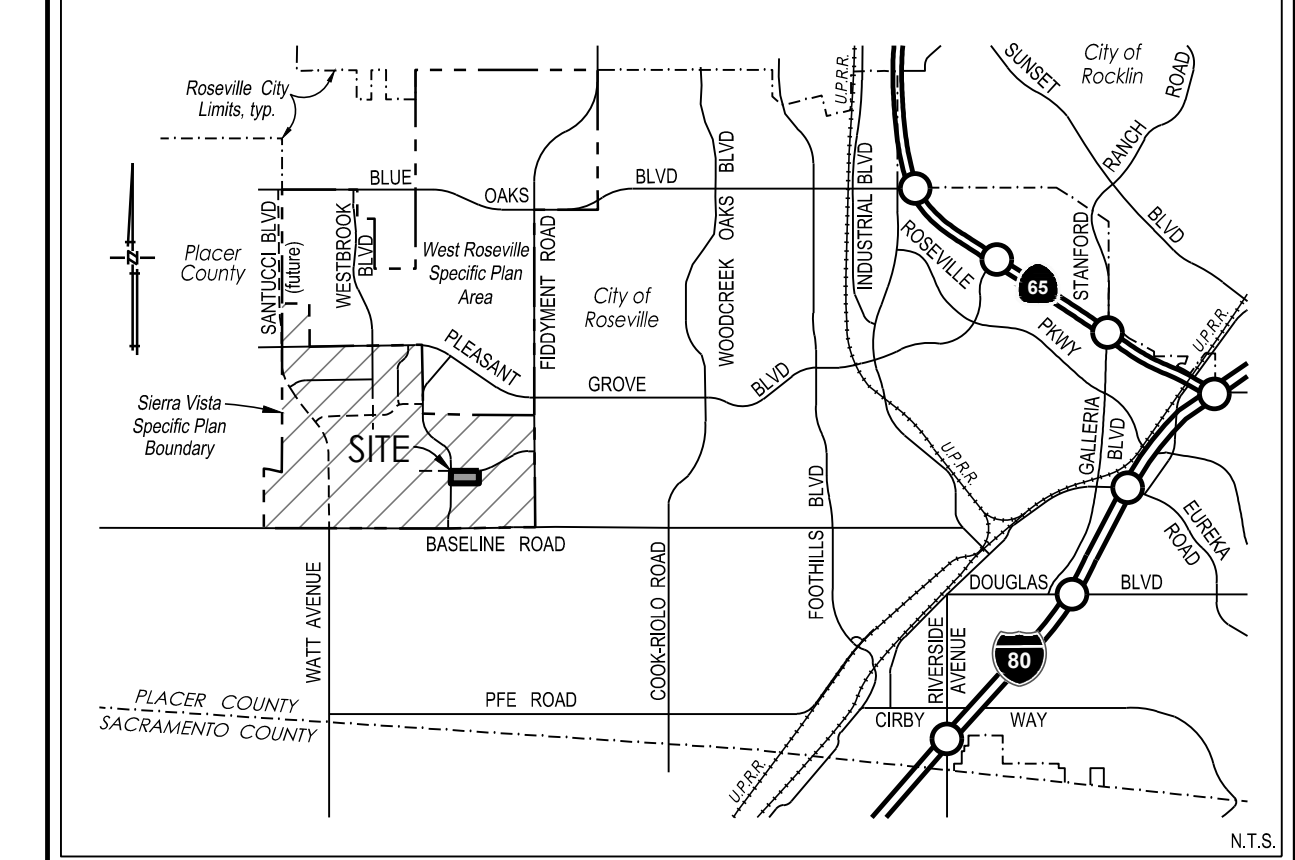 City of
Rocklin
SUNSET
BLVD
RANCH
ROAD
STANFORD
U.P.R.R.
Roseville City
Limits, typ.
BLUE
OAKS
BLVD
SANTUCCI BLVD
(future)
WESTBROOK
BLVD
Placer
County
West Roseville
Specific Plan
Area
FIDDYMENT ROAD
City of
Roseville
WOODCREEK OAKS BLVD
INDUSTRIAL BLVD
ROSEVILLE
PKWY
65
U.P.R.R.
PLEASANT
GROVE
BLVD
Sierra Vista
Specific Plan
Boundary
SITE
GALLERIA
BLVD
U.P.R.R.
EUREKA
ROAD
BASELINE ROAD
FOOTHILLS BLVD
DOUGLAS
BLVD
WATT AVENUE
COOK-RIOLO ROAD
RIVERSIDE
AVENUE
80
PLACER COUNTY
SACRAMENTO COUNTY
PFE ROAD
CIRBY
WAY
U.P.R.R.
N
N.T.S.